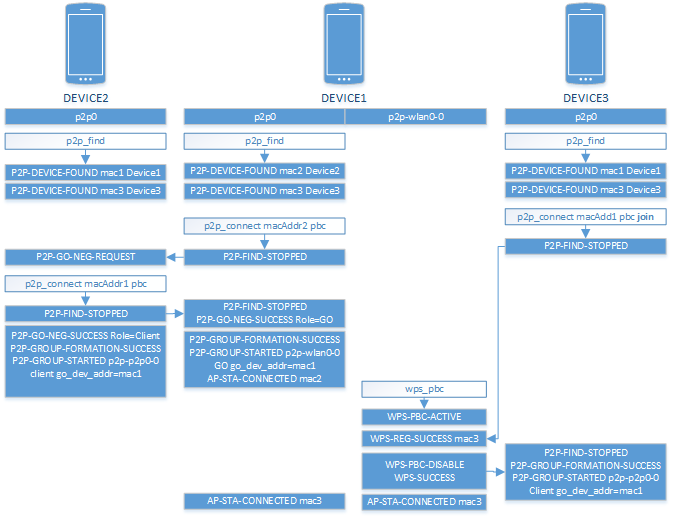 DEVICE2
DEVICE1
DEVICE3
p2p0
p2p0
p2p-wlan0-0
p2p0
p2p_find
p2p_find
p2p_find
P2P-DEVICE-FOUND mac1 Device1
P2P-DEVICE-FOUND mac2 Device2
P2P-DEVICE-FOUND mac1 Device1
P2P-DEVICE-FOUND mac3 Device3
P2P-DEVICE-FOUND mac3 Device3
P2P-DEVICE-FOUND mac3 Device3
p2p_connect macAdd1 pbc join
p2p_connect macAddr2 pbc
P2P-FIND-STOPPED
P2P-GO-NEG-REQUEST
P2P-FIND-STOPPED
p2p_connect macAddr1 pbc
P2P-FIND-STOPPED
P2P-FIND-STOPPED
P2P-GO-NEG-SUCCESS Role=GO
P2P-GO-NEG-SUCCESS Role=Client
P2P-GROUP-FORMATION-SUCCESS
P2P-GROUP-STARTED p2p-p2p0-0
client go_dev_addr=mac1
P2P-GROUP-FORMATION-SUCCESS
P2P-GROUP-STARTED p2p-wlan0-0
GO go_dev_addr=mac1
AP-STA-CONNECTED mac2
wps_pbc
WPS-PBC-ACTIVE
WPS-REG-SUCCESS mac3
WPS-PBC-DISABLE
WPS-SUCCESS
P2P-FIND-STOPPED
P2P-GROUP-FORMATION-SUCCESS
P2P-GROUP-STARTED p2p-p2p0-0
Client go_dev_addr=mac1
AP-STA-CONNECTED mac3
AP-STA-CONNECTED mac3